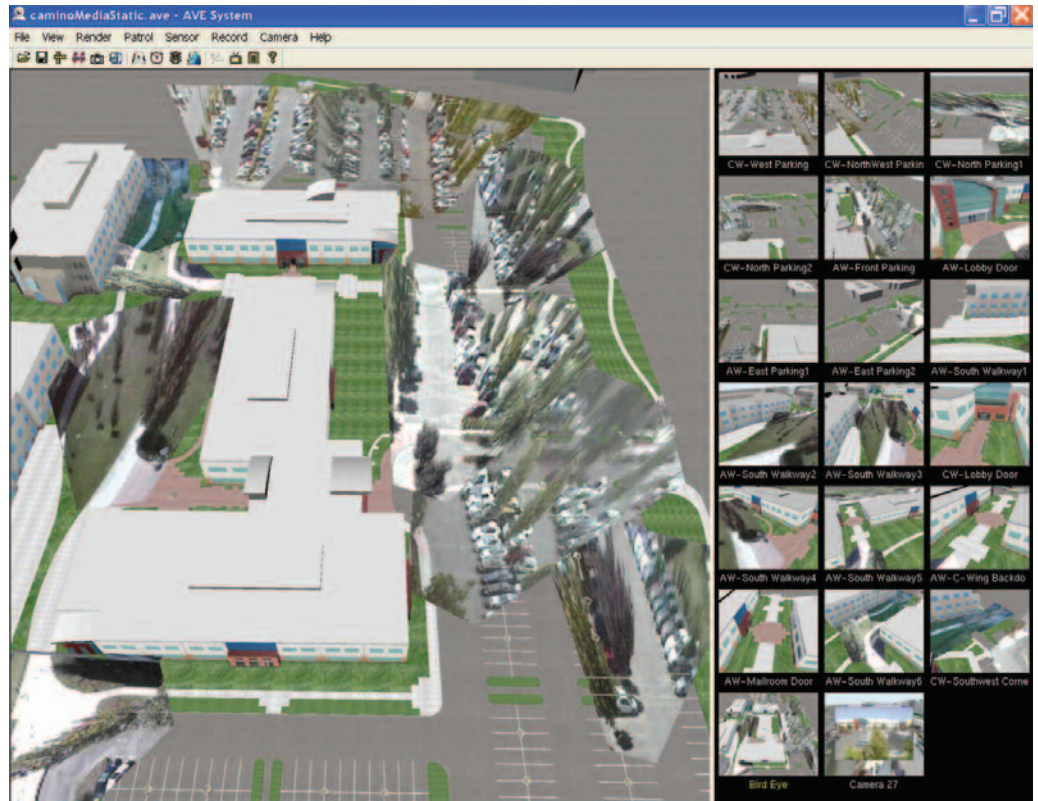 caminoMediaStatic.ave - AVE System
File View Render Patrol Sensor Record Camera Help
CW-West Parking CW-NorthWest Parkin CW-North Parking1
CW-North Parking2 AW-Front Parking AW-Lobby Door
AW-East Parking1 AW-East Parking2 AW-South Walkway1
AW-South Walkway2 AW-South Walkway3 CW-Lobby Door
AW-South Walkway4 AW-South Walkway5 AW-C-Wing Backdo
AW-Mailroom Door AW-South Walkway6 CW-Southwest Corne
Bird Eye Camera 27